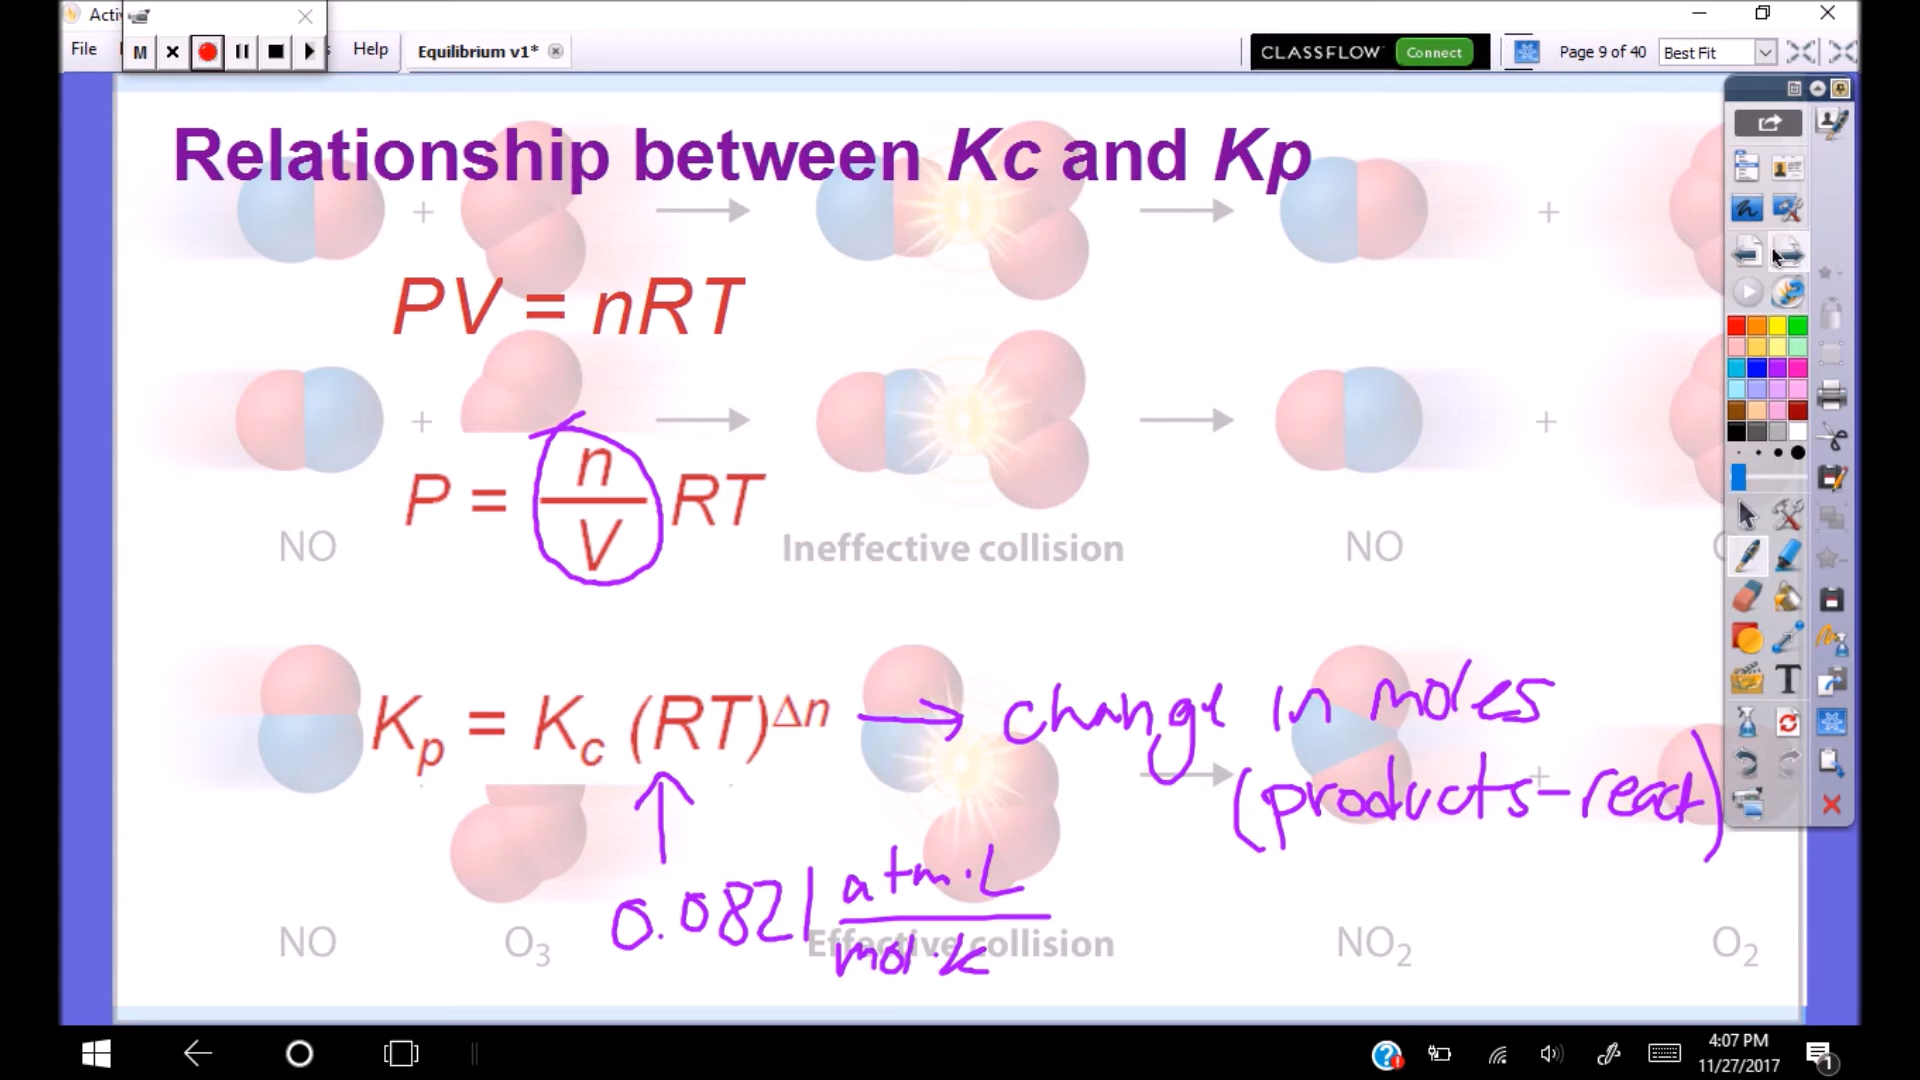 Acti
File
M
Help
Equilibrium v1*
CLASSFLOW
Connect
Page 9 of 40
Best Fit
Relationship between Kc and Kp
PV = nRT
P = n/V RT
NO
Ineffective collision
NO
Kp = Kc (RT)^Δn → change in moles
(products-react)
0.0821 atm·L
mol·K
NO
O3
Effective collision
NO2
O2
4:07 PM
11/27/2017
1